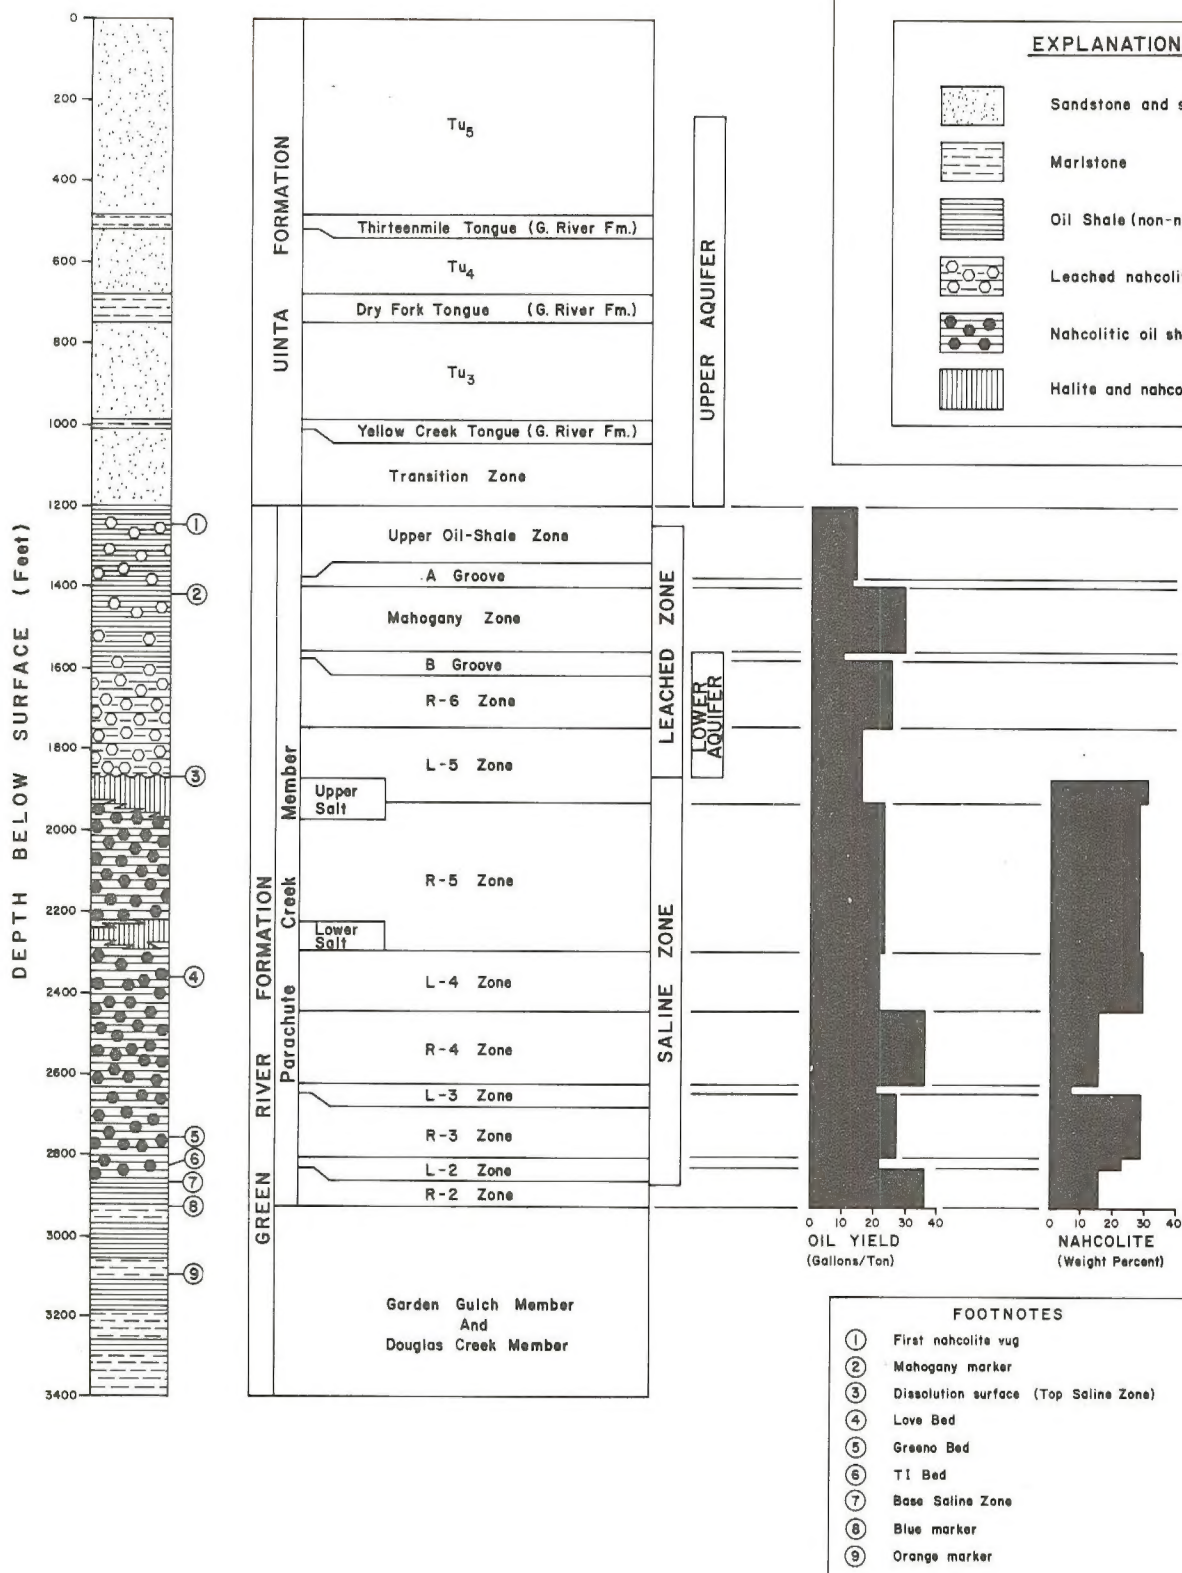 EXPLANATION
Sandstone and s
Marlstone
Oil Shale (non-n
Leached nahcolit
Nahcolitic oil sh
Halite and nahco
DEPTH BELOW SURFACE (Feet)
0
200
400
600
800
1000
1200
1400
1600
1800
2000
2200
2400
2600
2800
3000
3200
3400
1
2
3
4
5
6
7
8
9
UINTA FORMATION
GREEN RIVER FORMATION
Parachute Creek Member
Tu5
Thirteenmile Tongue (G. River Fm.)
Tu4
Dry Fork Tongue (G. River Fm.)
Tu3
Yellow Creek Tongue (G. River Fm.)
Transition Zone
Upper Oil-Shale Zone
A Groove
Mahogany Zone
B Groove
R-6 Zone
L-5 Zone
Upper
Salt
R-5 Zone
Lower
Salt
L-4 Zone
R-4 Zone
L-3 Zone
R-3 Zone
L-2 Zone
R-2 Zone
Garden Gulch Member
And
Douglas Creek Member
LEACHED ZONE
SALINE ZONE
UPPER AQUIFER
LOWER
AQUIFER
0 10 20 30 40
OIL YIELD
(Gallons/Ton)
0 10 20 30 40
NAHCOLITE
(Weight Percent)
FOOTNOTES
1 First nahcolite vug
2 Mahogany marker
3 Dissolution surface (Top Saline Zone)
4 Love Bed
5 Greeno Bed
6 TI Bed
7 Base Saline Zone
8 Blue marker
9 Orange marker